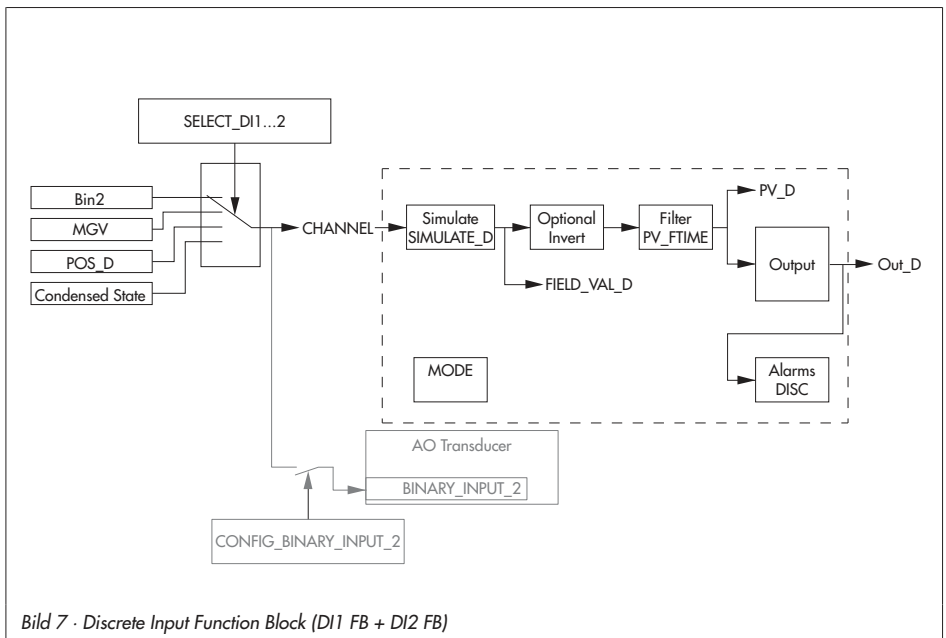 SELECT_DI1...2
Bin2
MGV
POS_D
Condensed State
CHANNEL
Simulate
SIMULATE_D
Optional
Invert
Filter
PV_FTIME
PV_D
Output
Out_D
FIELD_VAL_D
MODE
Alarms
DISC
AO Transducer
BINARY_INPUT_2
CONFIG_BINARY_INPUT_2
Bild 7 · Discrete Input Function Block (DI1 FB + DI2 FB)